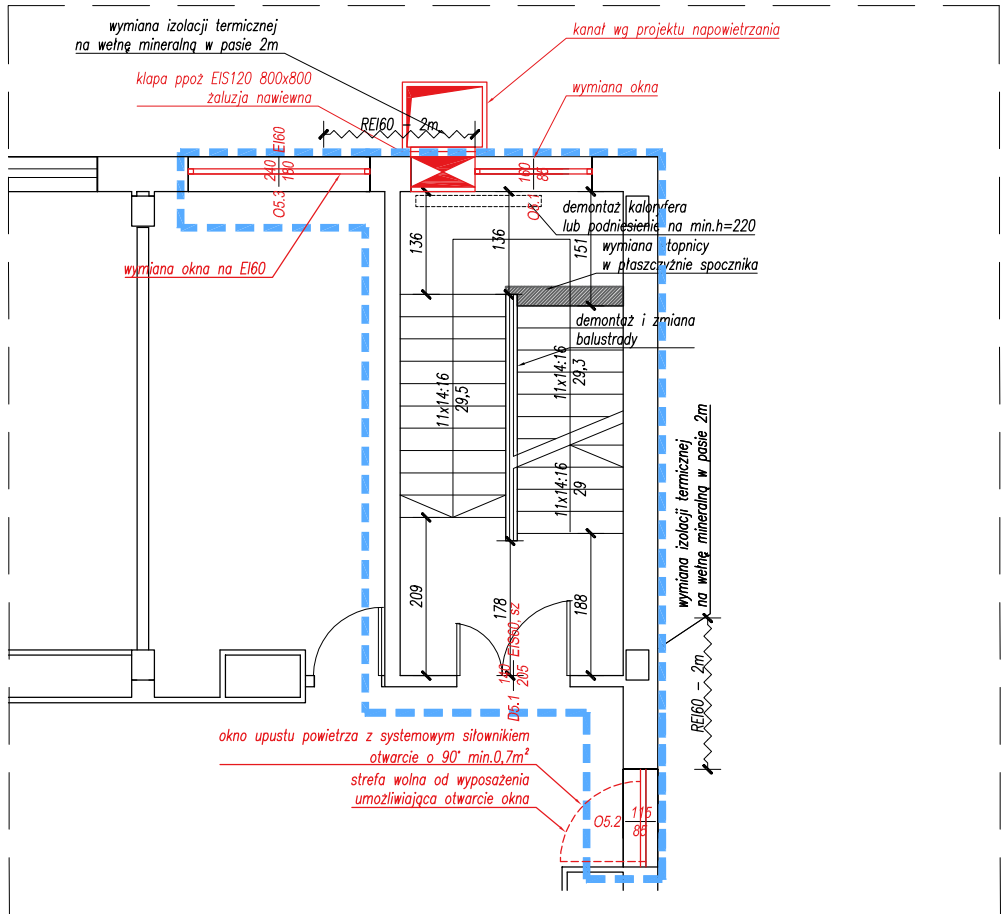 wymiana izolacji termicznej
na wełnę mineralną w pasie 2m
kanał wg projektu napowietrzania
klapa ppoż EIS120 800x800
żaluzja nawiewna
wymiana okna
REI60 - 2m
O5.3 240 EI60
180
O5.1 160
85
demontaż kaloryfera
lub podniesienie na min.h=220
wymiana stopnicy
w płaszczyźnie spocznika
136
136
151
wymiana okna na EI60
demontaż i zmiana
balustrady
11x14:16
29,5
11x14:16
29,3
11x14:16
29
wymiana izolacji termicznej
na wełnę mineralną w pasie 2m
209
178
188
D5.1 140 EIS60, sz
205
REI60 - 2m
okno upustu powietrza z systemowym siłownikiem
otwarcie o 90° min.0,7m²
strefa wolna od wyposażenia
umożliwiająca otwarcie okna
O5.2 115
85